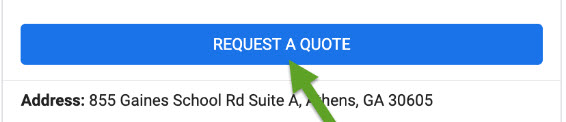 REQUEST A QUOTE
Address: 855 Gaines School Rd Suite A, Athens, GA 30605